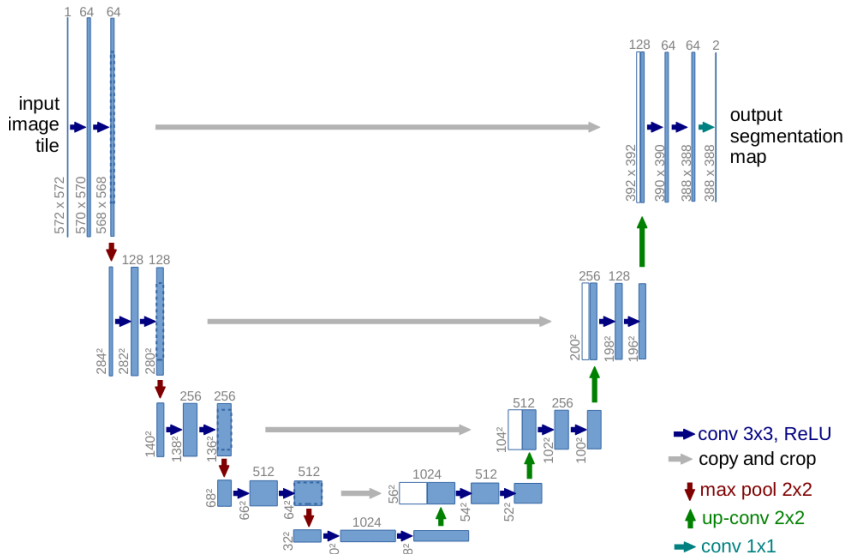 1
64
64
input
image
tile
572 x 572
570 x 570
568 x 568
128
64
64
2
output
segmentation
map
392 x 392
390 x 390
388 x 388
388 x 388
128
128
284²
282²
280²
256
128
200²
198²
196²
256
256
140²
138²
136²
512
256
104²
102²
100²
512
512
68²
66²
64²
1024
512
56²
54²
52²
1024
32²
conv 3x3, ReLU
copy and crop
max pool 2x2
up-conv 2x2
conv 1x1